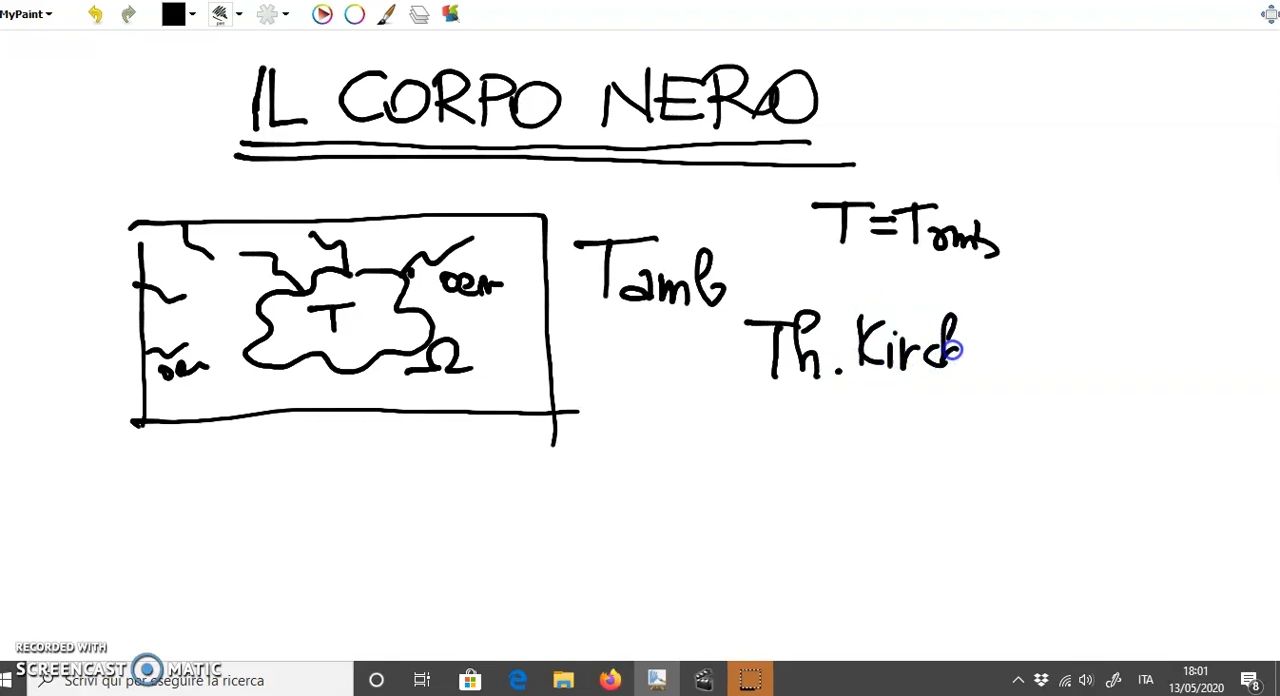 MyPaint
IL CORPO NERO
T=Tamb
Tamb
T
Ω
Th. Kirch
RECORDED WITH
SCREENCAST MATIC
Scrivi qui per eseguire la ricerca
ITA
18:01
13/05/2020
8